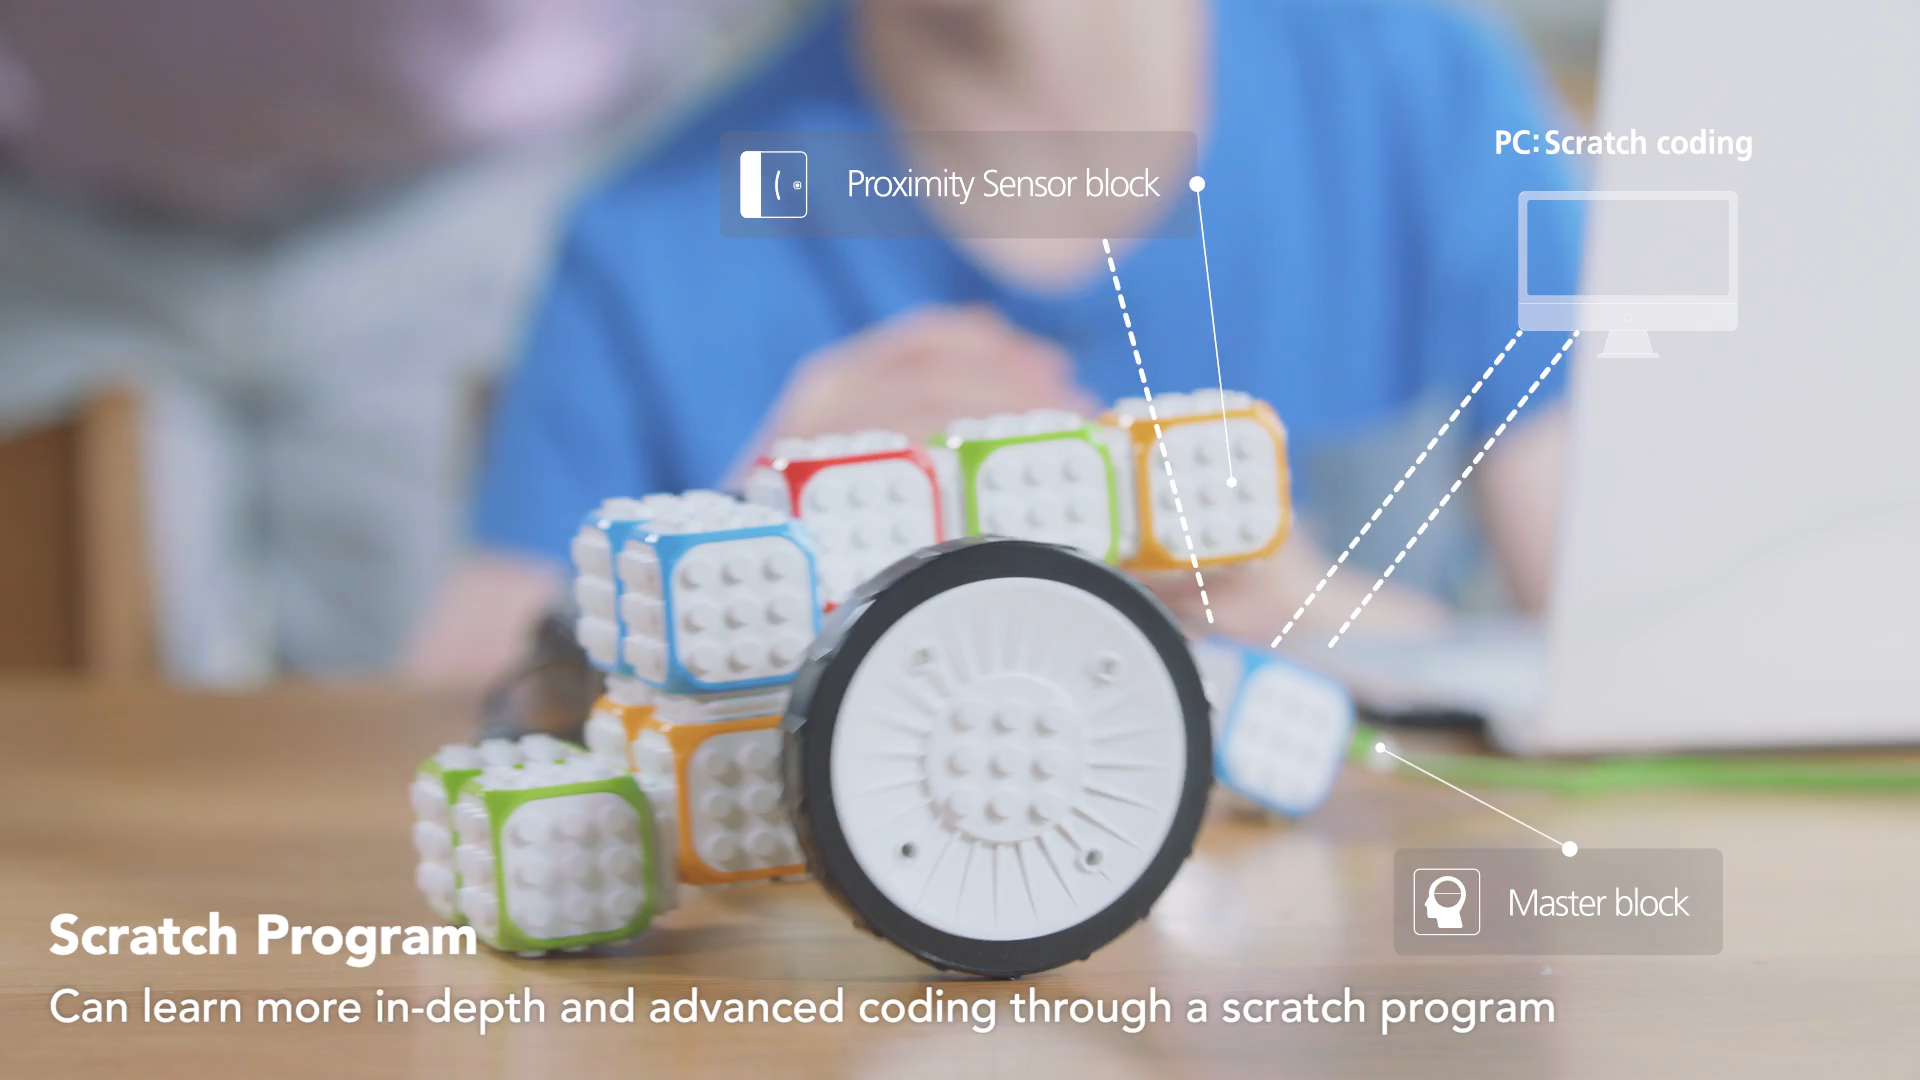 Proximity Sensor block
PC: Scratch coding
Master block
Scratch Program
Can learn more in-depth and advanced coding through a scratch program